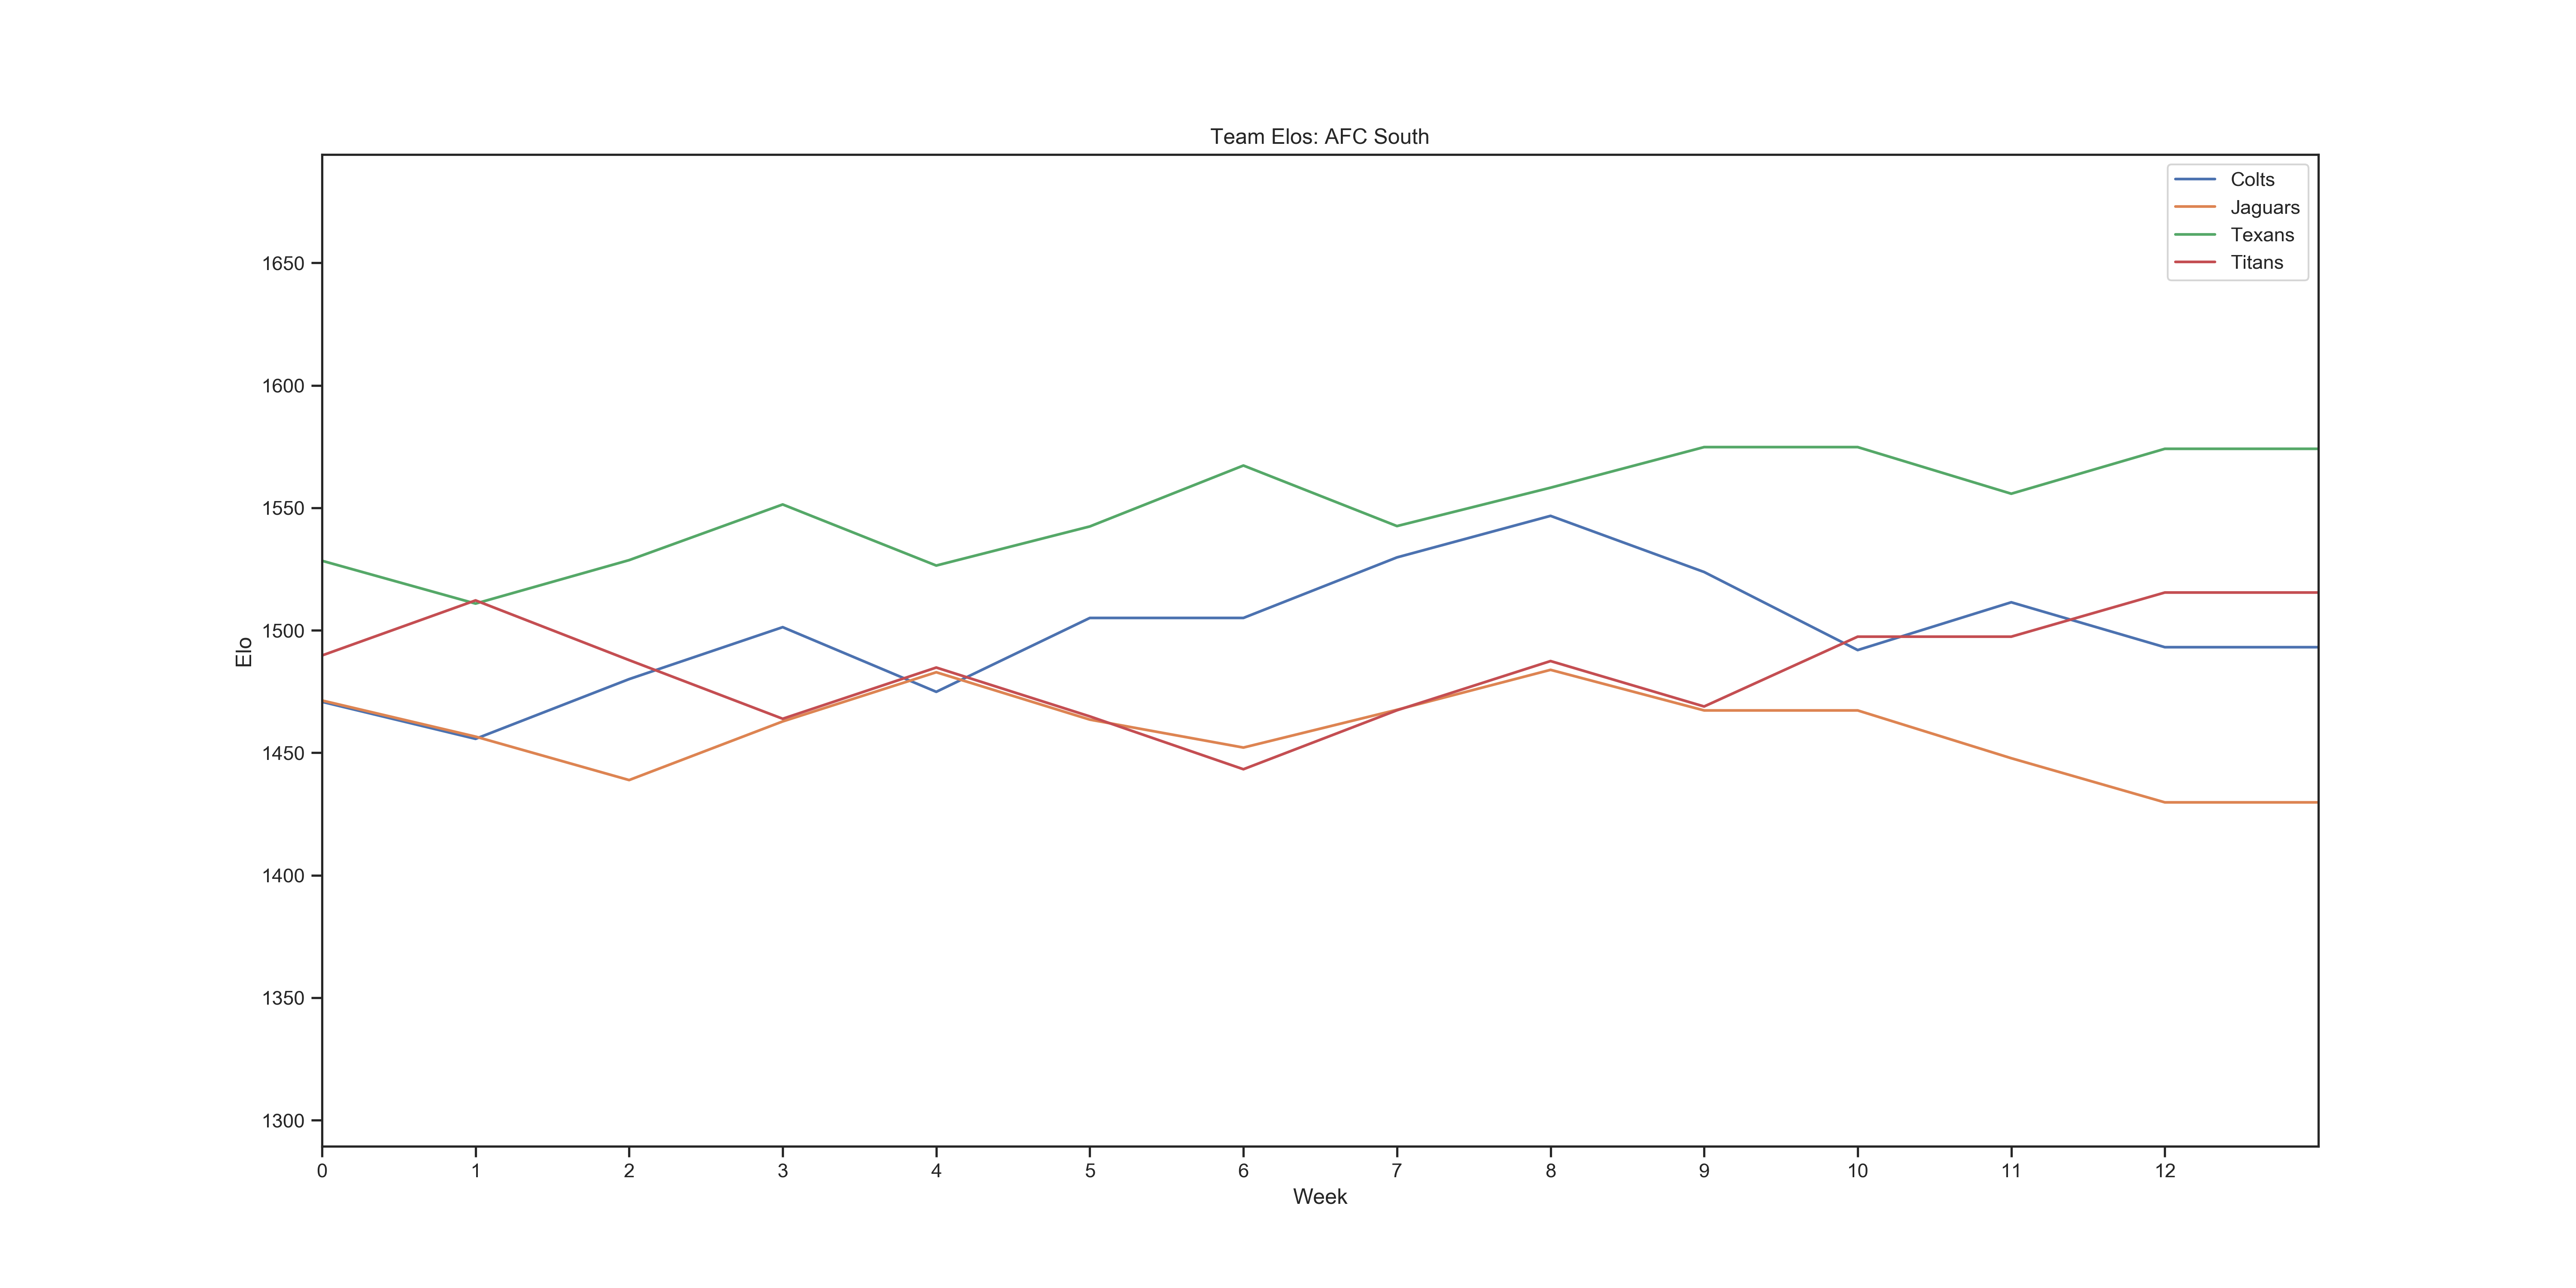 Team Elos: AFC South
Colts
Jaguars
Texans
Titans
1650
1600
1550
1500
1450
1400
1350
1300
Elo
0 1 2 3 4 5 6 7 8 9 10 11 12
Week